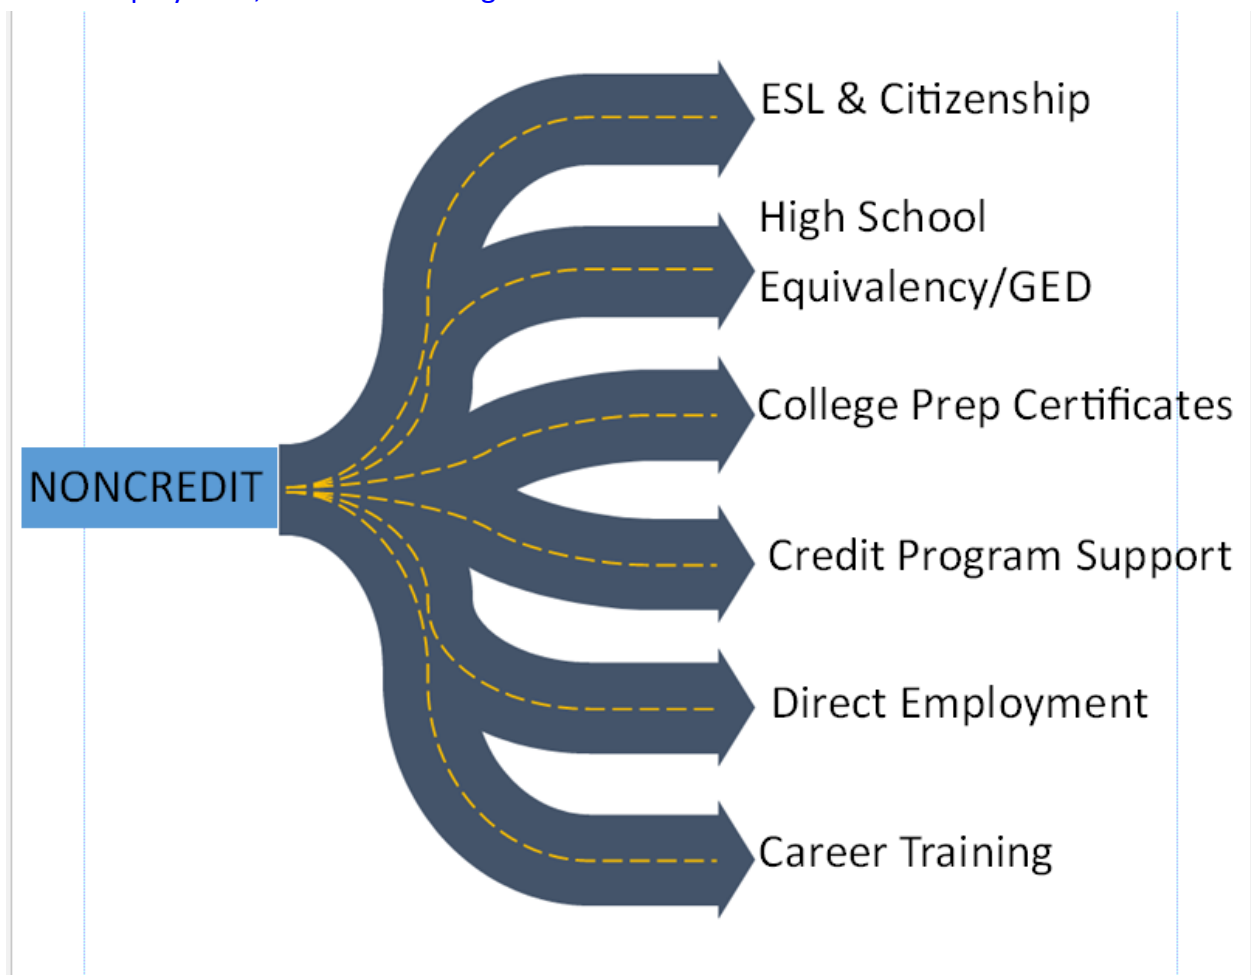 NONCREDIT
ESL & Citizenship
High School
Equivalency/GED
College Prep Certificates
Credit Program Support
Direct Employment
Career Training